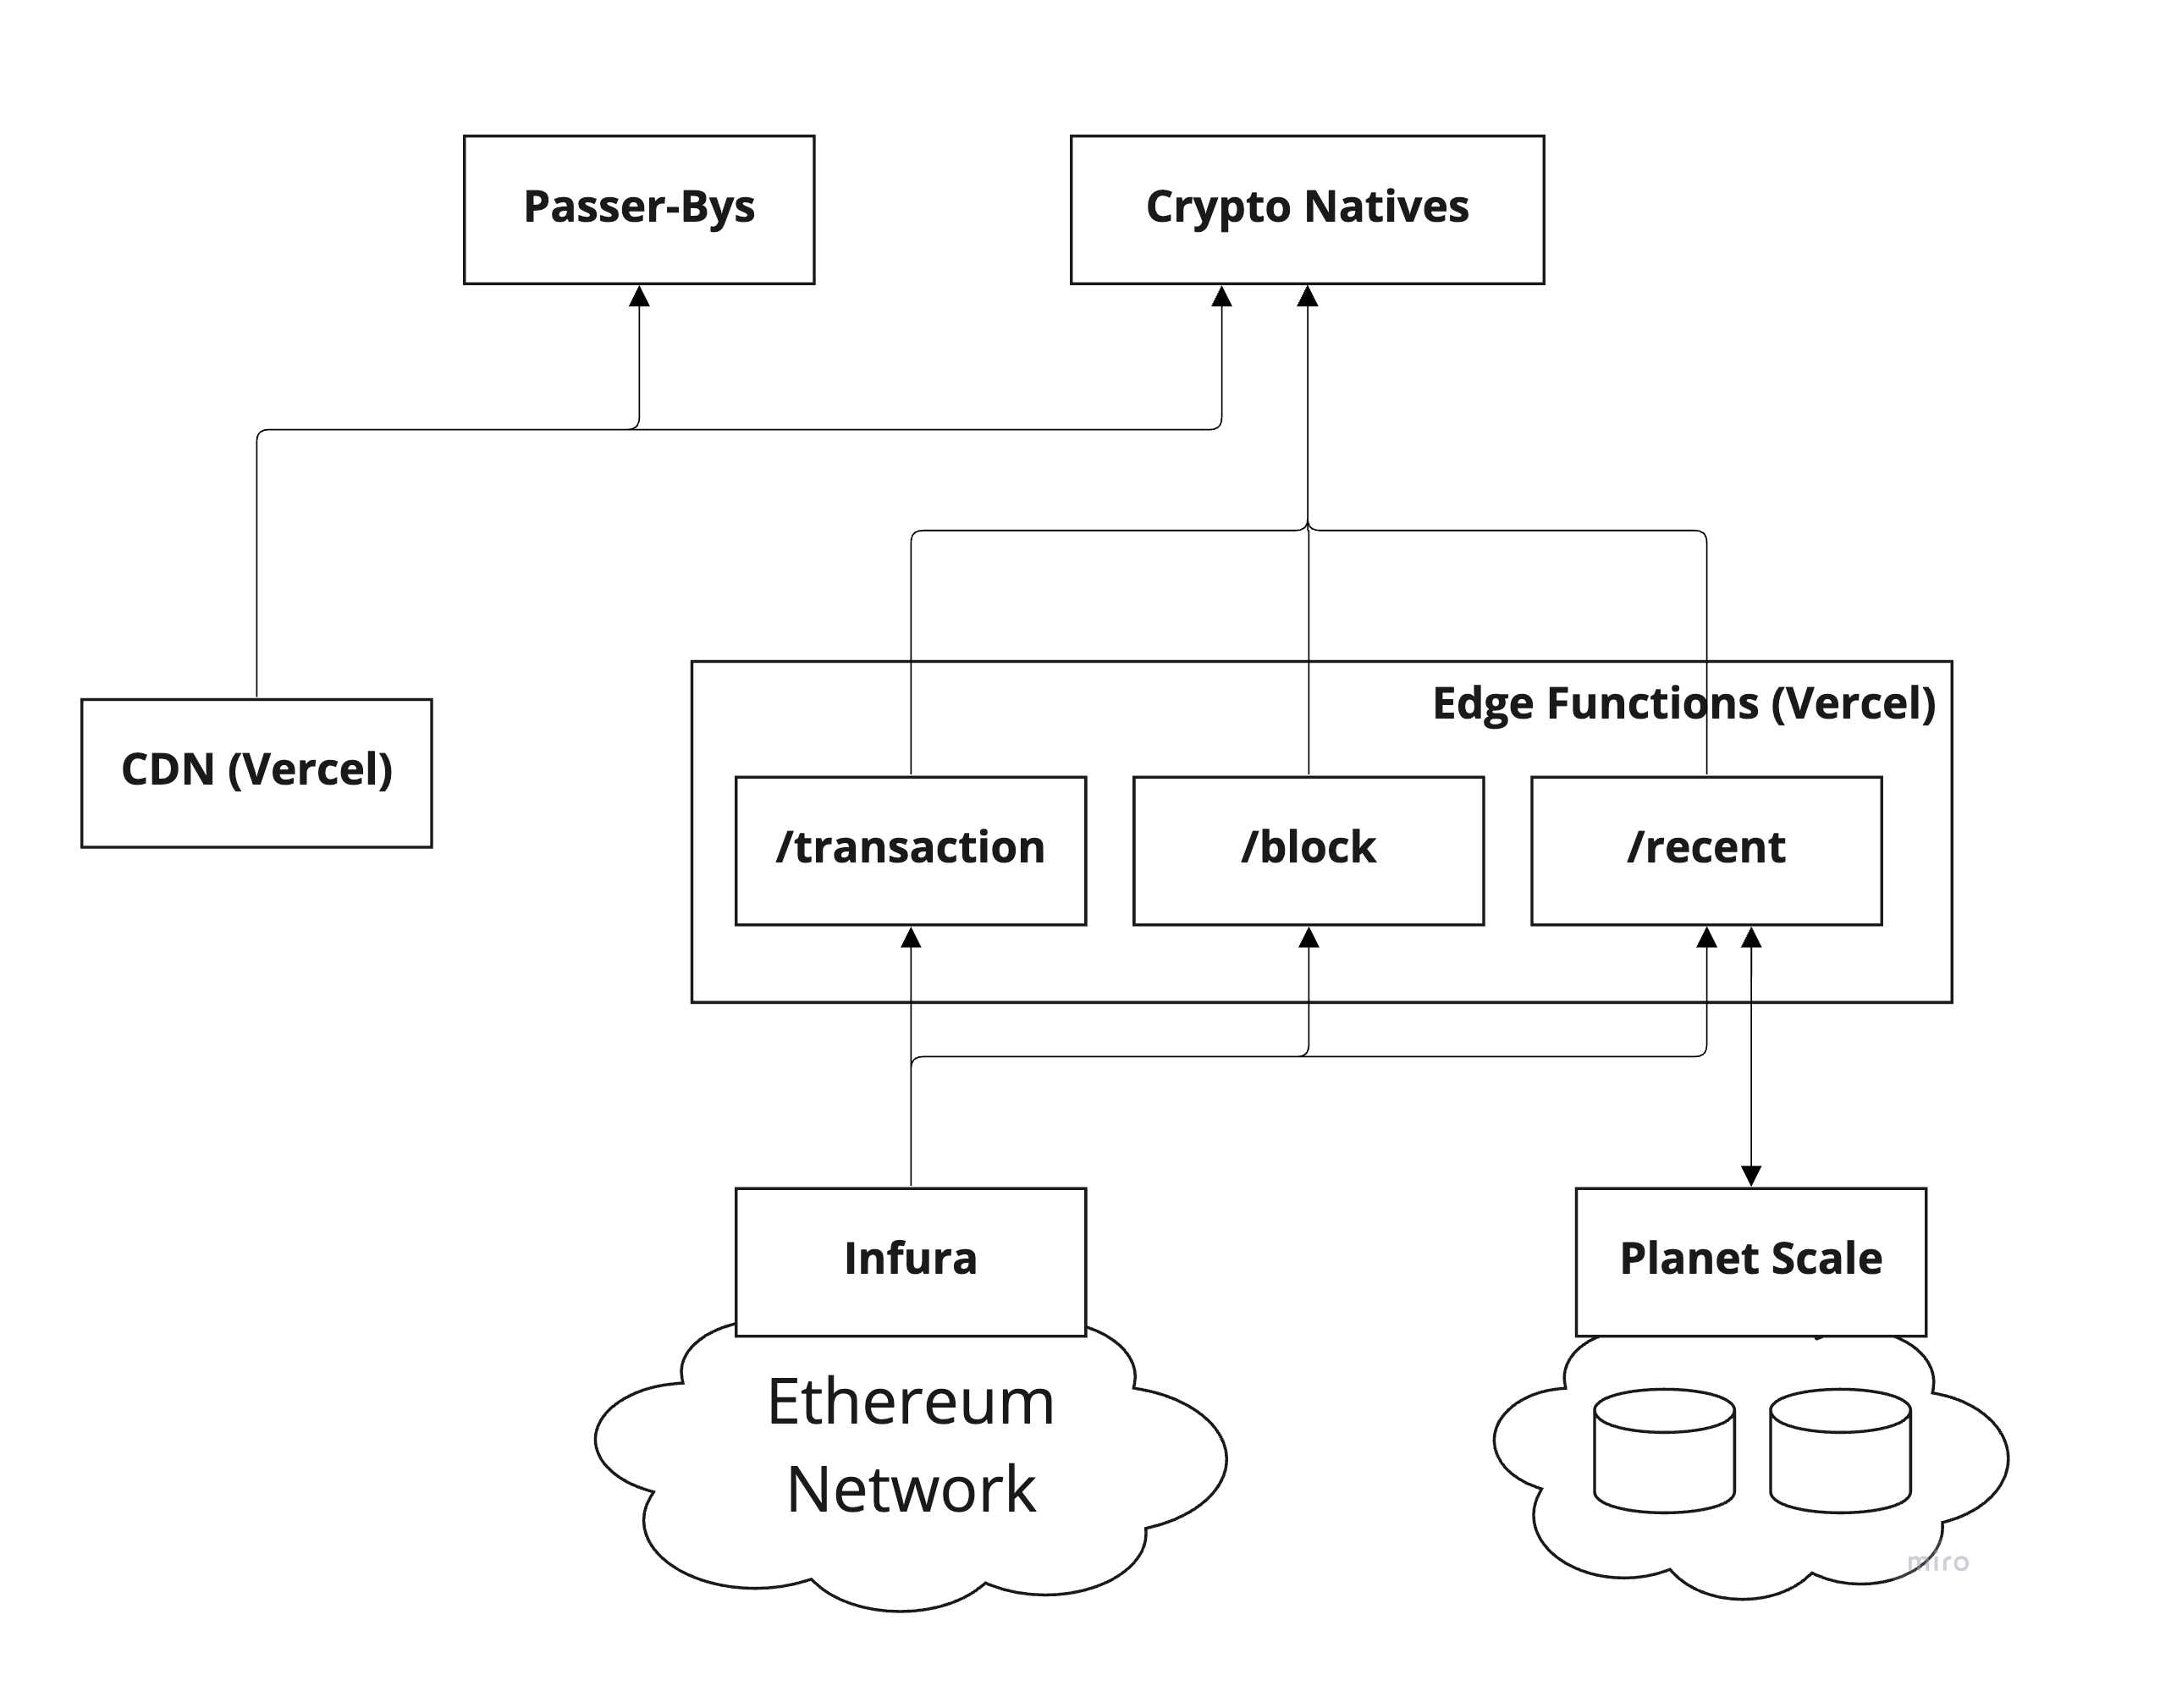 Passer-Bys
Crypto Natives
Edge Functions (Vercel)
CDN (Vercel)
/transaction
/block
/recent
Infura
Planet Scale
Ethereum
Network
miro